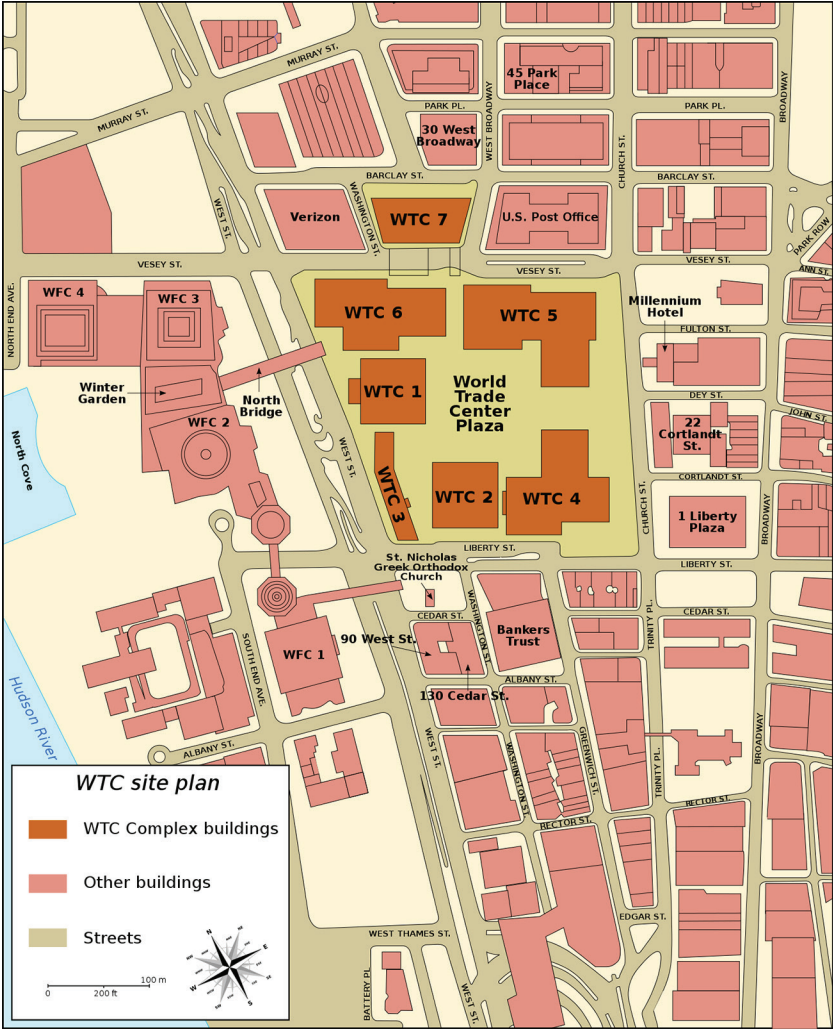 MURRAY ST.
45 Park
Place
BROADWAY
PARK PL.
PARK PL.
MURRAY ST.
30 West
Broadway
WEST BROADWAY
CHURCH ST.
BARCLAY ST.
BARCLAY ST.
WEST ST.
Verizon
WASHINGTON ST.
WTC 7
U.S. Post Office
PARK ROW
VESEY ST.
VESEY ST.
VESEY ST.
ANN ST.
NORTH END AVE.
WFC 4
WFC 3
WTC 6
WTC 5
Millennium
Hotel
FULTON ST.
Winter
Garden
North
Bridge
WTC 1
World
Trade
Center
Plaza
DEY ST.
JOHN ST.
WFC 2
22
Cortlandt
St.
North Cove
WEST ST.
CORTLANDT ST.
WTC 3
WTC 2
WTC 4
CHURCH ST.
1 Liberty
Plaza
BROADWAY
LIBERTY ST.
LIBERTY ST.
St. Nicholas
Greek Orthodox
Church
CEDAR ST.
WASHINGTON ST.
TRINITY PL.
CEDAR ST.
90 West St.
Bankers
Trust
WFC 1
SOUTH END AVE.
ALBANY ST.
130 Cedar St.
Hudson River
ALBANY ST.
WEST ST.
WASHINGTON ST.
GREENWICH ST.
TRINITY PL.
BROADWAY
RECTOR ST.
RECTOR ST.
EDGAR ST.
WEST THAMES ST.
BATTERY PL
WEST ST.
WTC site plan
WTC Complex buildings
Other buildings
Streets
0
100 m
200 ft
N
E
S
W